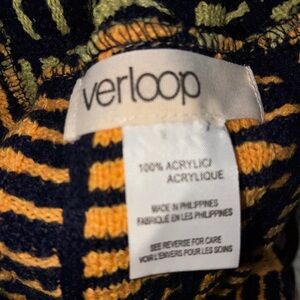 verloop
100% ACRYLIC/
ACRYLIQUE
MADE IN PHILIPPINES
FABRIQUÉ EN LES PHILIPPINES
SEE REVERSE FOR CARE
VOIR L'ENVERS POUR LES SOINS